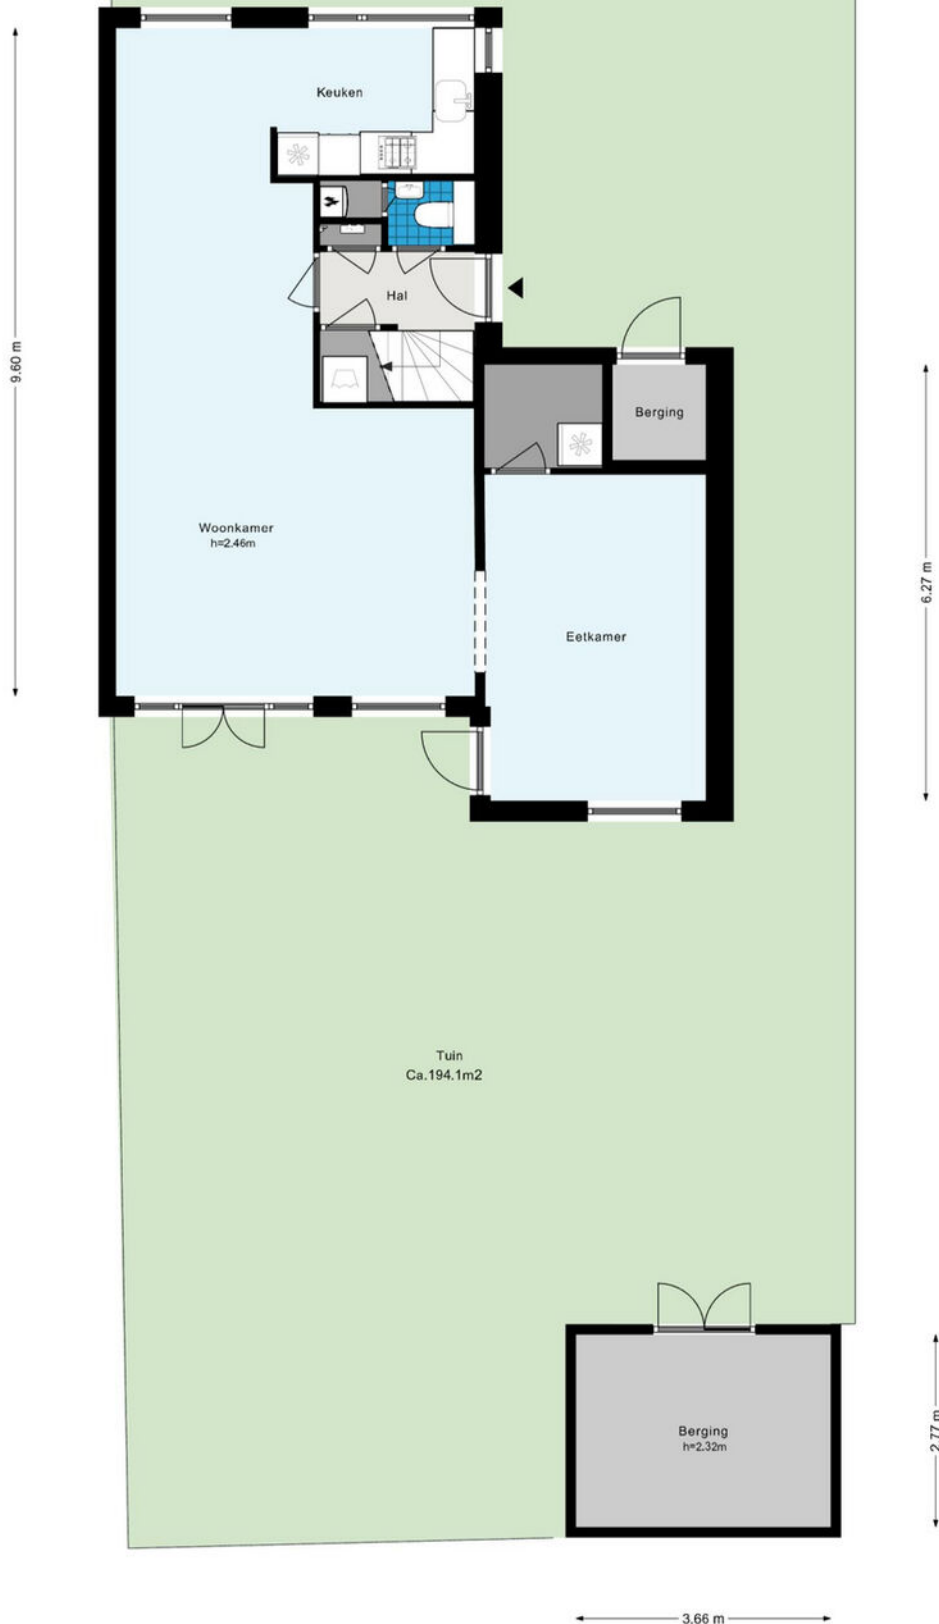 Keuken
Hal
9.60 m
Berging
Woonkamer
h=2.46m
6.27 m
Eetkamer
Tuin
Ca.194.1m2
Berging
h=2.32m
2.77 m
3.66 m